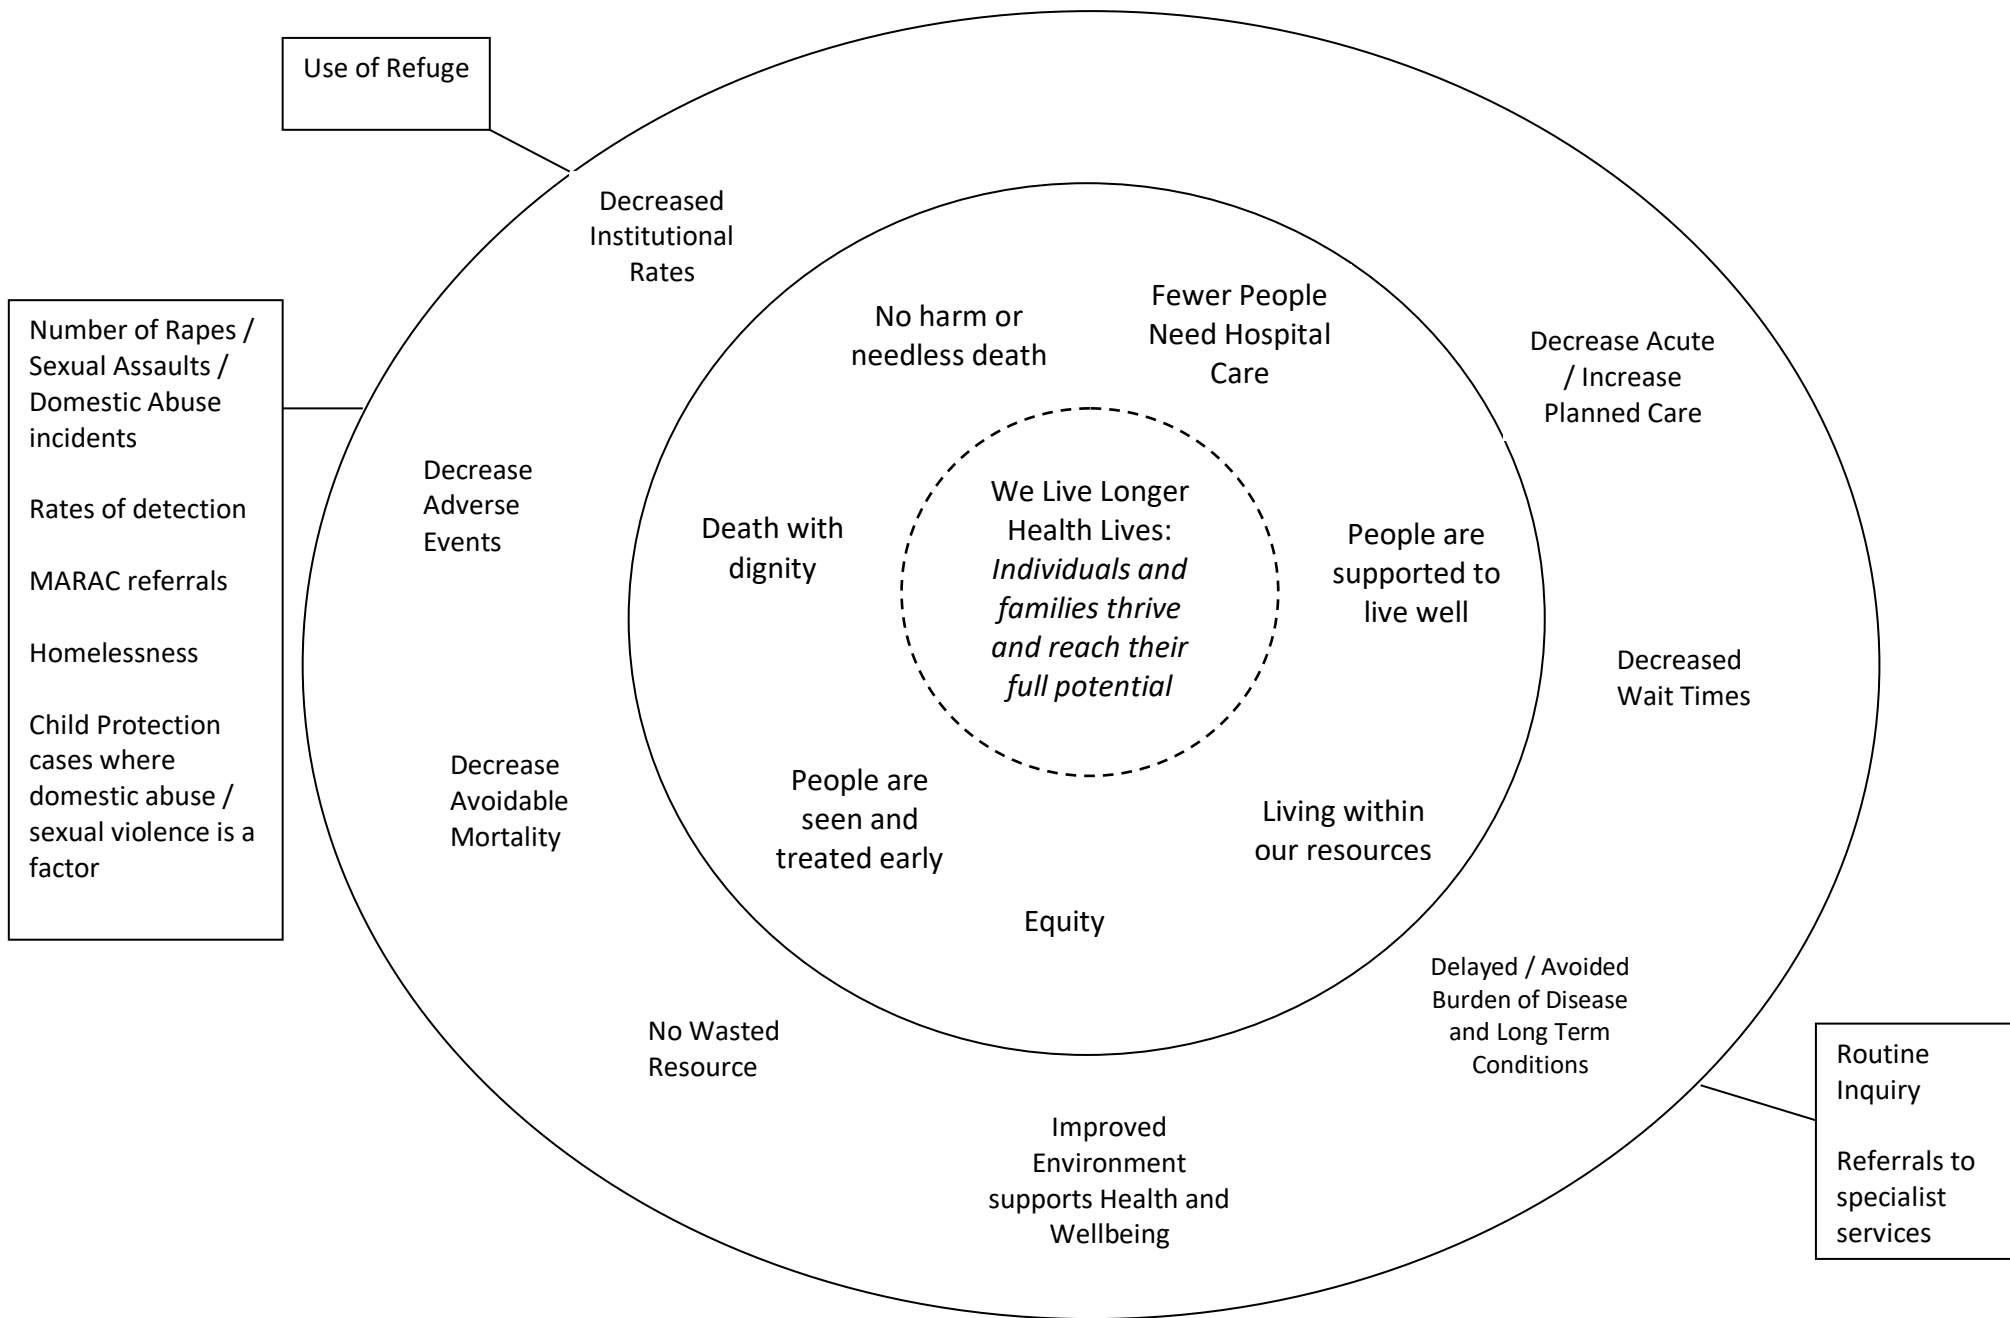 Use of Refuge
Decreased
Institutional
Rates
No harm or
needless death
Fewer People
Need Hospital
Care
Decrease Acute
/ Increase
Planned Care
Number of Rapes /
Sexual Assaults /
Domestic Abuse
incidents
Rates of detection
MARAC referrals
Homelessness
Child Protection
cases where
domestic abuse /
sexual violence is a
factor
Decrease
Adverse
Events
Death with
dignity
We Live Longer
Health Lives:
Individuals and
families thrive
and reach their
full potential
People are
supported to
live well
Decreased
Wait Times
Decrease
Avoidable
Mortality
People are
seen and
treated early
Living within
our resources
Equity
Delayed / Avoided
Burden of Disease
and Long Term
Conditions
No Wasted
Resource
Improved
Environment
supports Health and
Wellbeing
Routine
Inquiry
Referrals to
specialist
services